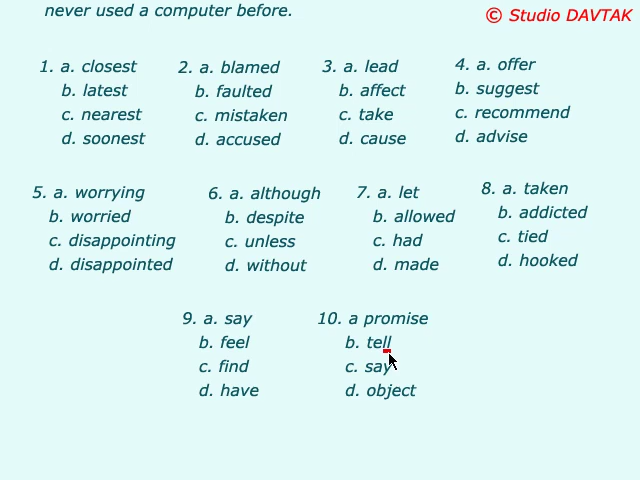 never used a computer before.
© Studio DAVTAK
1. a. closest
b. latest
c. nearest
d. soonest
2. a. blamed
b. faulted
c. mistaken
d. accused
3. a. lead
b. affect
c. take
d. cause
4. a. offer
b. suggest
c. recommend
d. advise
5. a. worrying
b. worried
c. disappointing
d. disappointed
6. a. although
b. despite
c. unless
d. without
7. a. let
b. allowed
c. had
d. made
8. a. taken
b. addicted
c. tied
d. hooked
9. a. say
b. feel
c. find
d. have
10. a promise
b. tell
c. say
d. object